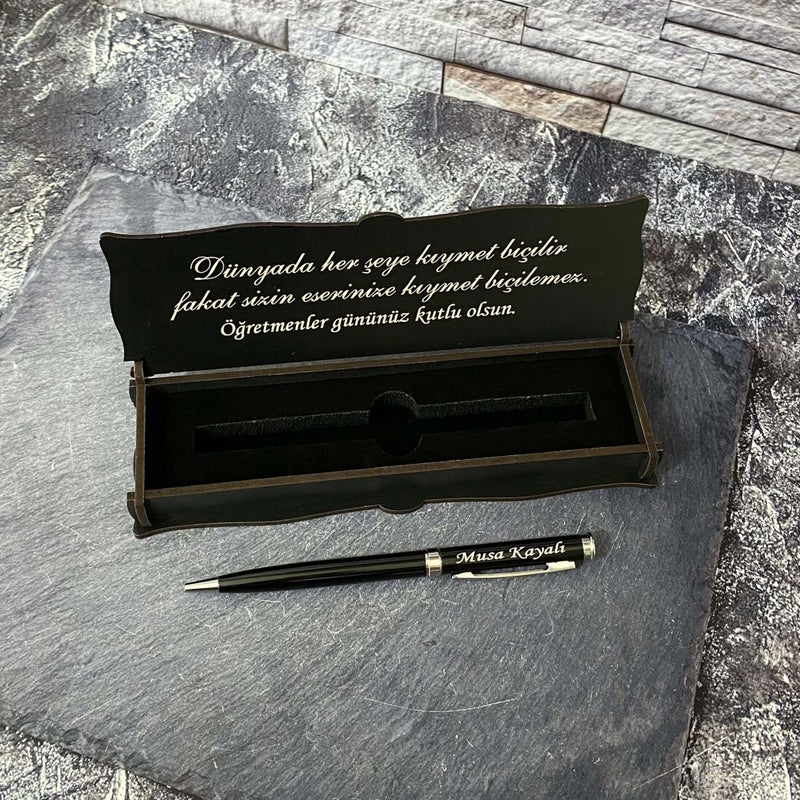 Dünyada her şeye kıymet biçilir
fakat sizin eserinize kıymet biçilemez.
Öğretmenler gününüz kutlu olsun.
Musa Kayalı